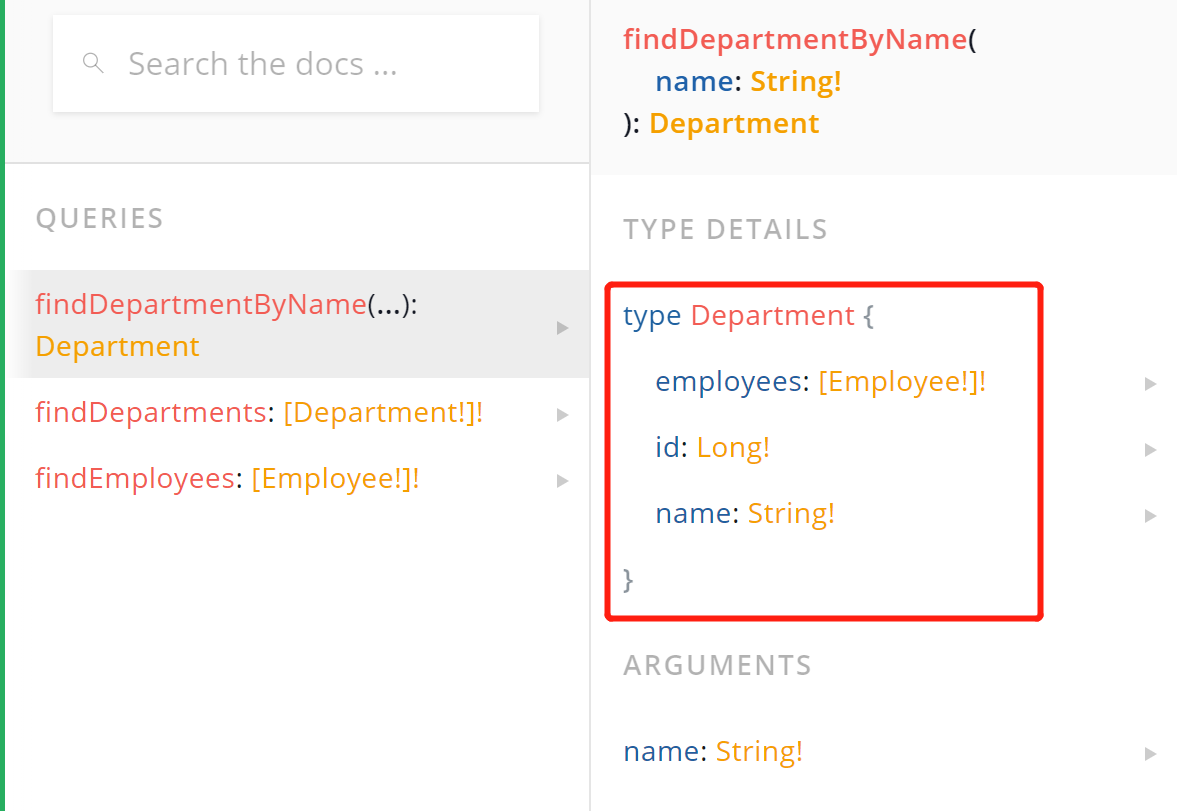 Search the docs ...
QUERIES
findDepartmentByName(...):
Department
findDepartments: [Department!]!
findEmployees: [Employee!]!
findDepartmentByName(
name: String!
): Department
TYPE DETAILS
type Department {
employees: [Employee!]!
id: Long!
name: String!
}
ARGUMENTS
name: String!